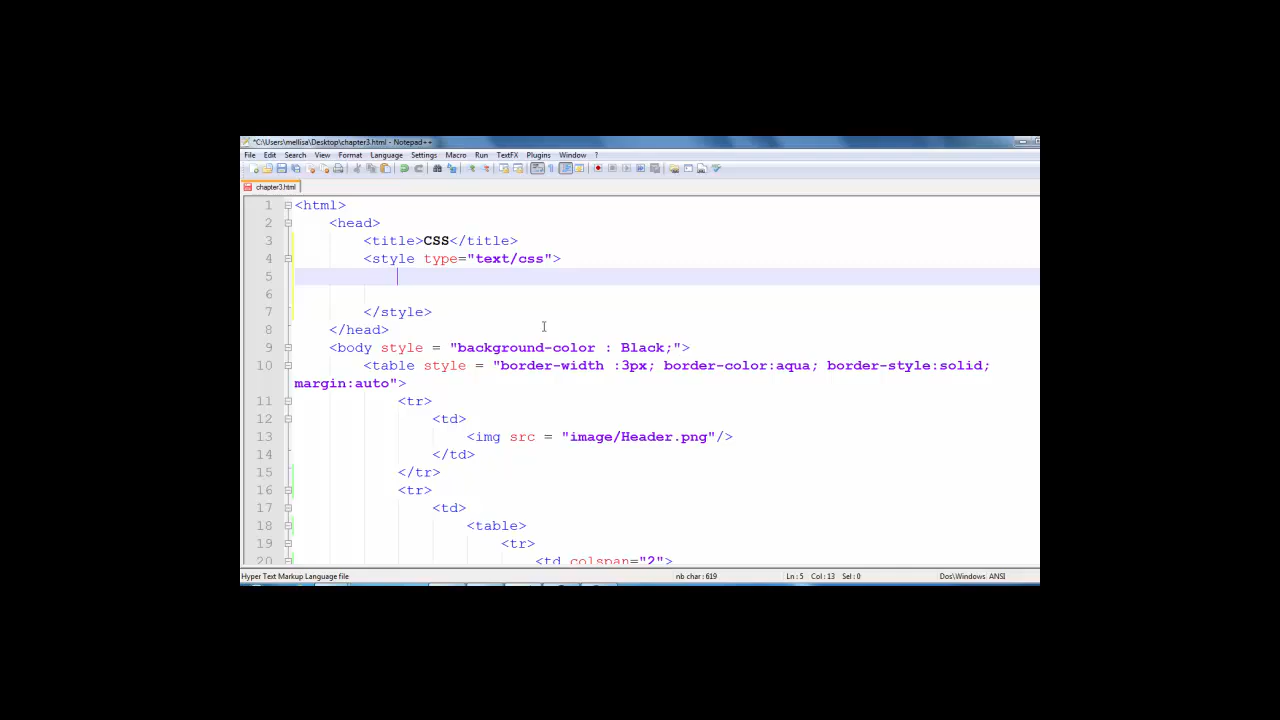 *C:\Users\mellisa\Desktop\chapter3.html - Notepad++
File Edit Search View Format Language Settings Macro Run TextFX Plugins Window ?
chapter3.html
1 <html>
2 <head>
3 <title>CSS</title>
4 <style type="text/css">
5
6
7 </style>
8 </head>
9 <body style = "background-color : Black;">
10 <table style = "border-width :3px; border-color:aqua; border-style:solid;
margin:auto">
11 <tr>
12 <td>
13 <img src = "image/Header.png"/>
14 </td>
15 </tr>
16 <tr>
17 <td>
18 <table>
19 <tr>
20 <td colspan="2">
Hyper Text Markup Language file nb char : 619 Ln : 5 Col : 13 Sel : 0 Dos\Windows ANSI